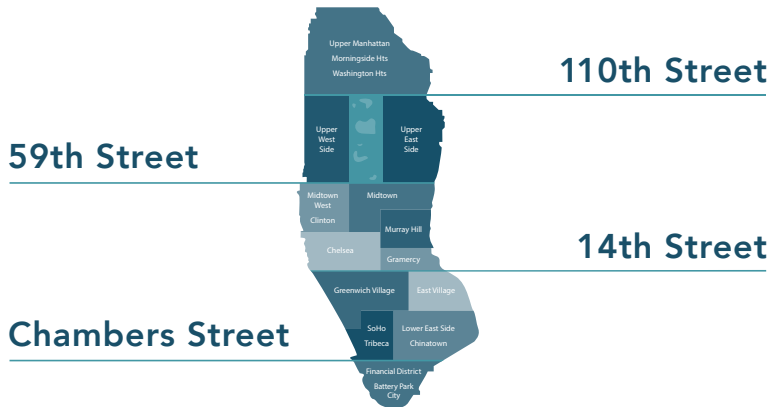 Upper Manhattan
Morningside Hts
Washington Hts
110th Street
Upper
West
Side
Upper
East
Side
59th Street
Midtown
West
Clinton
Midtown
Murray Hill
Chelsea
Gramercy
14th Street
Greenwich Village
East Village
SoHo
Tribeca
Lower East Side
Chinatown
Chambers Street
Financial District
Battery Park
City